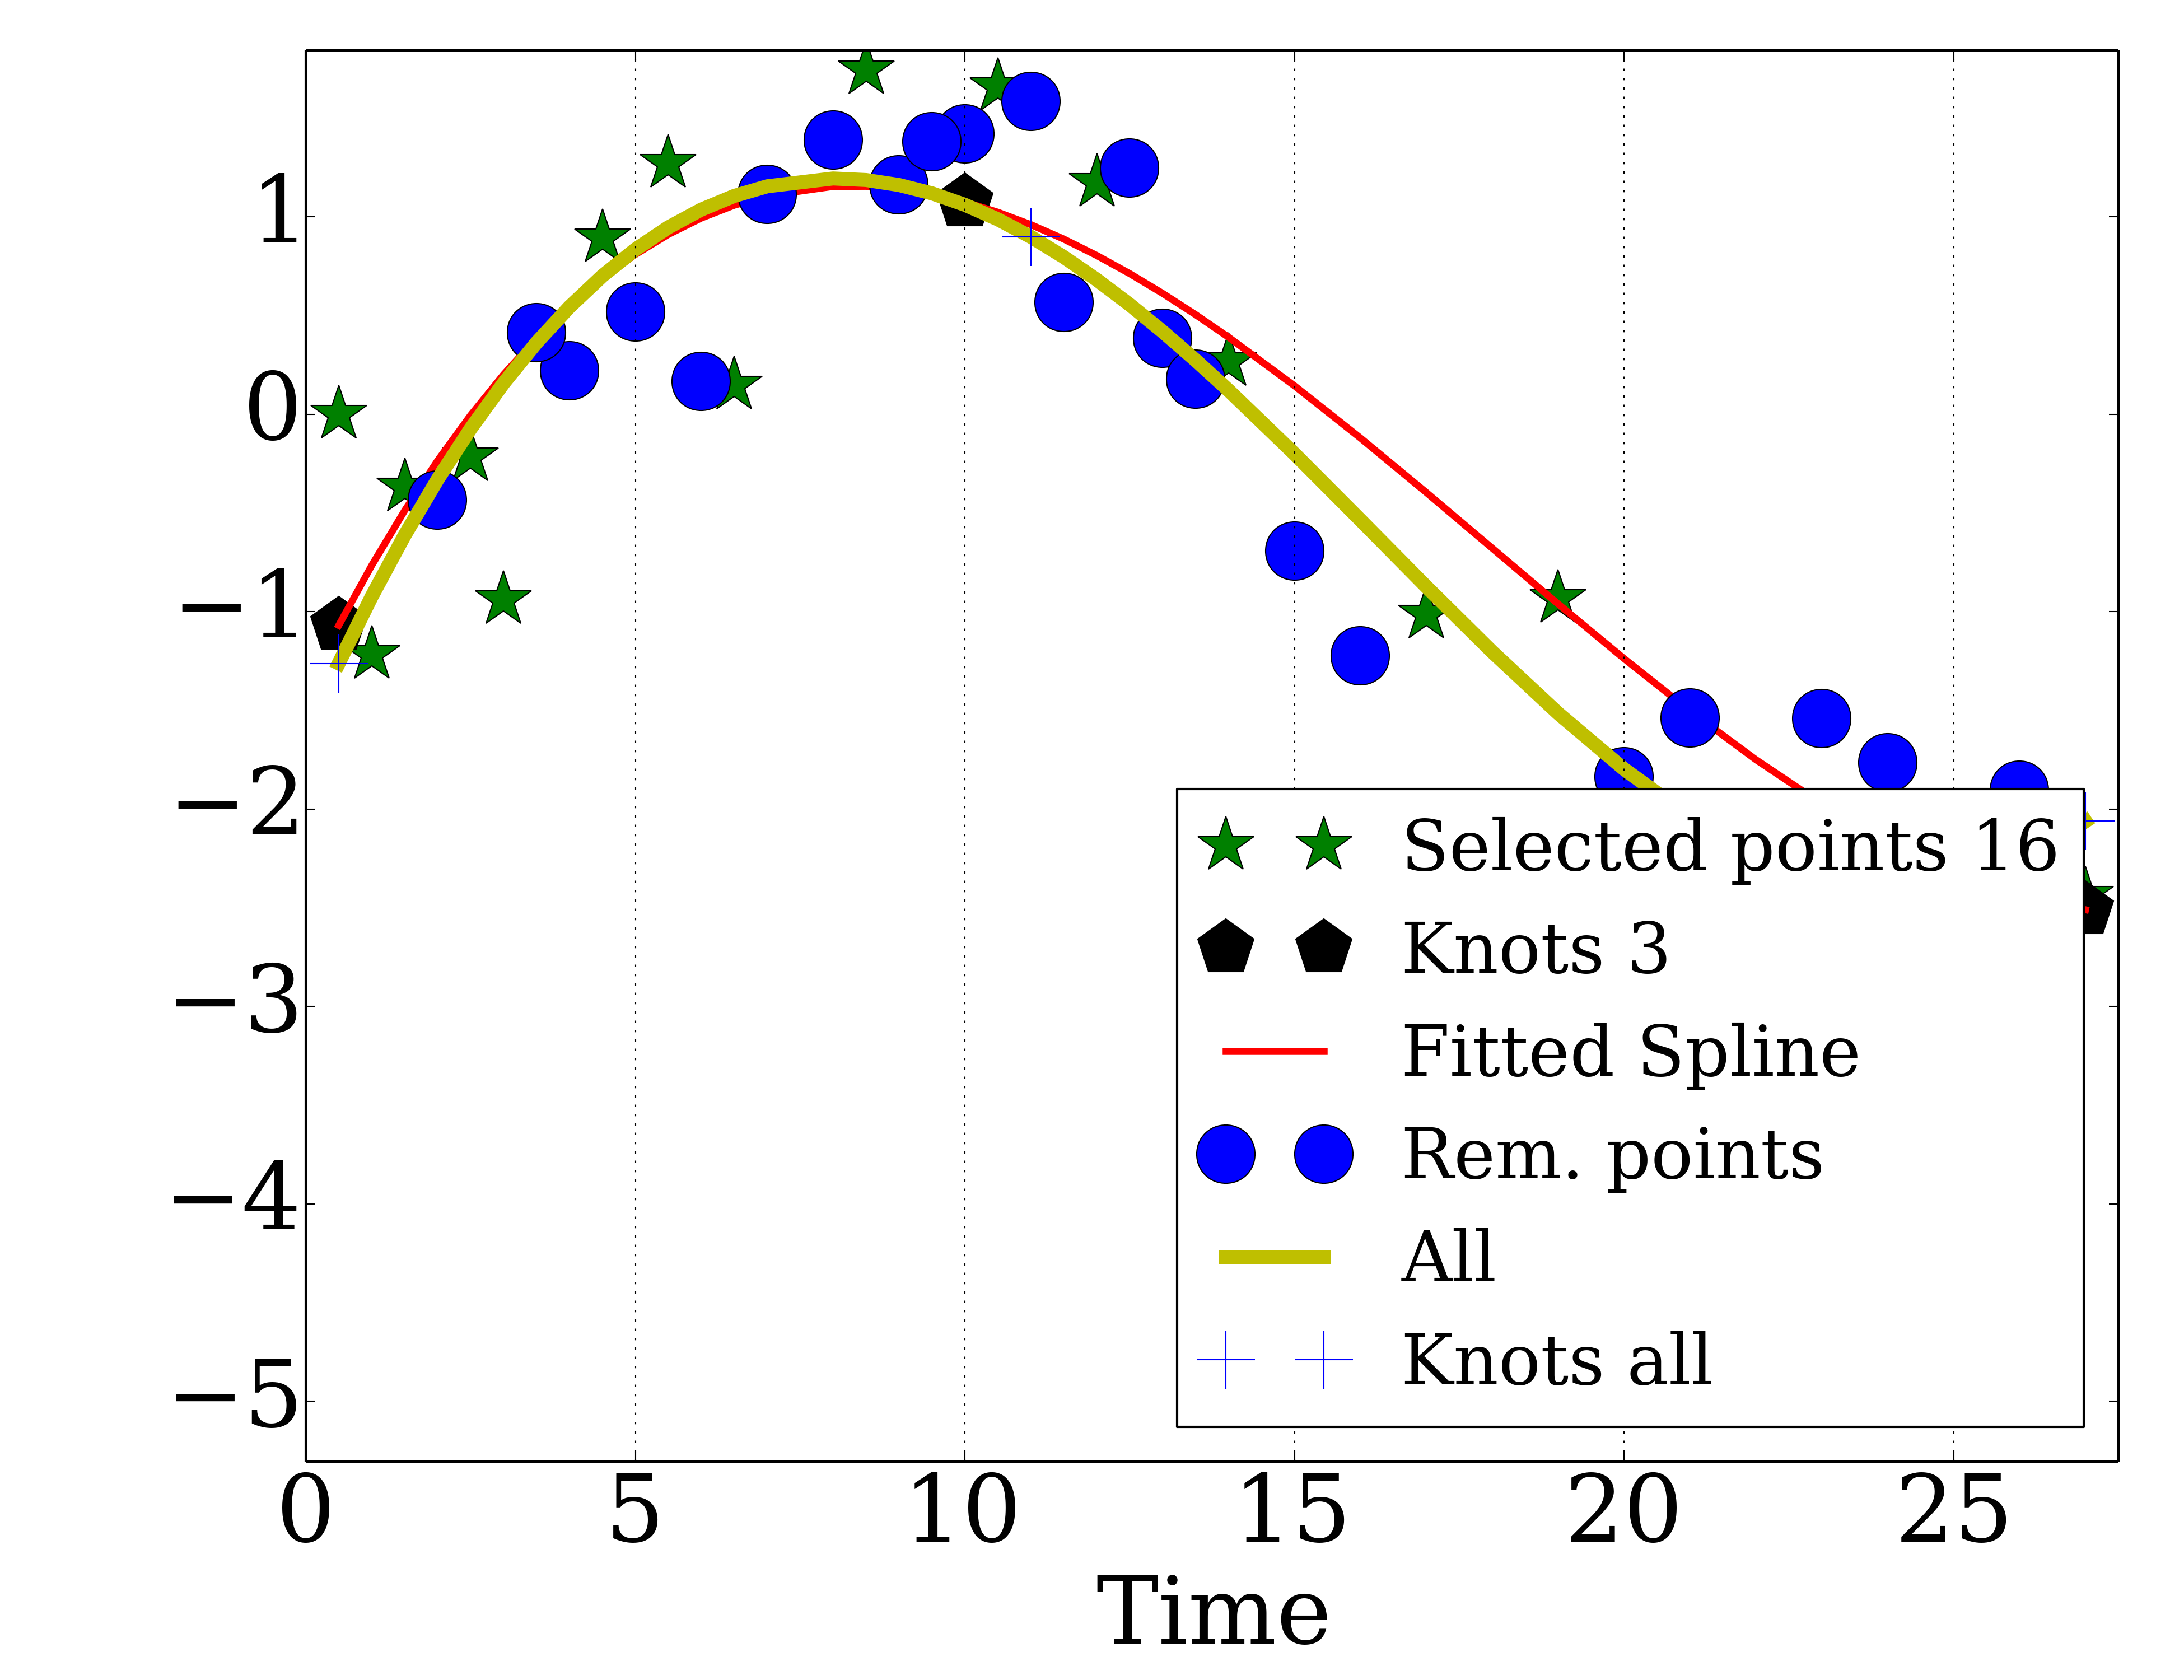 1
0
−1
−2
−3
−4
−5
Selected points 16
Knots 3
Fitted Spline
Rem. points
All
Knots all
0 5 10 15 20 25
Time